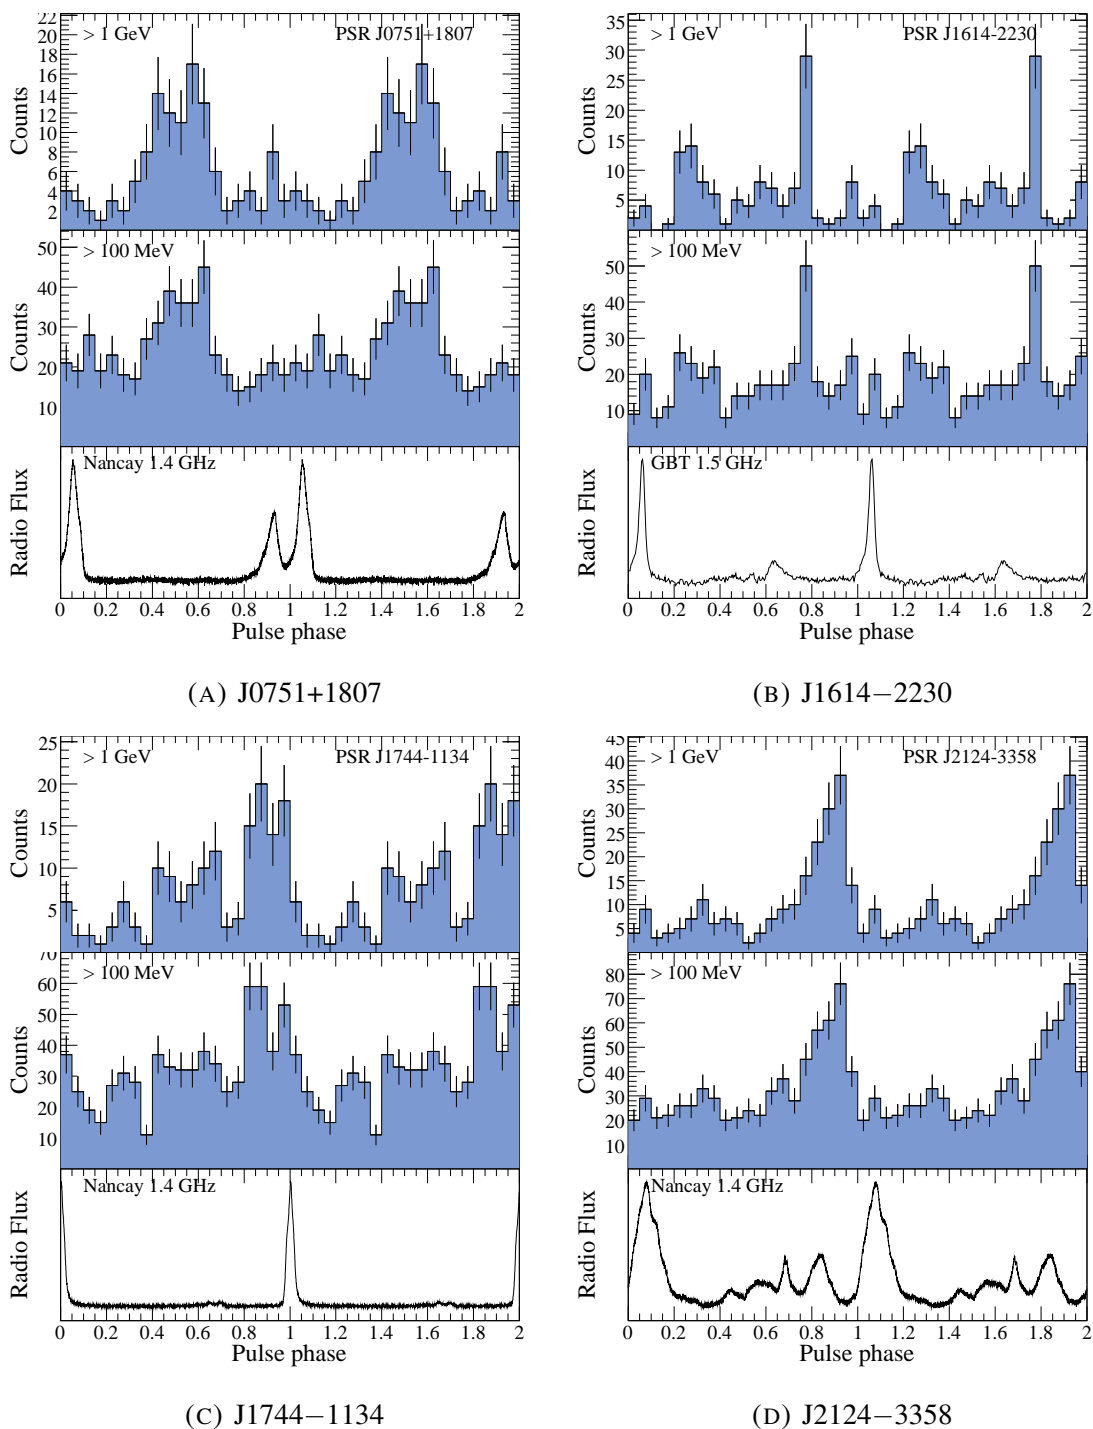 > 1 GeV PSR J0751+1807
Counts
22
20
18
16
14
12
10
8
6
4
2
> 100 MeV
Counts
50
40
30
20
10
Nancay 1.4 GHz
Radio Flux
0 0.2 0.4 0.6 0.8 1 1.2 1.4 1.6 1.8 2
Pulse phase
(A) J0751+1807
> 1 GeV PSR J1614-2230
Counts
35
30
25
20
15
10
5
> 100 MeV
Counts
50
40
30
20
10
GBT 1.5 GHz
Radio Flux
0 0.2 0.4 0.6 0.8 1 1.2 1.4 1.6 1.8 2
Pulse phase
(B) J1614−2230
> 1 GeV PSR J1744-1134
Counts
25
20
15
10
5
> 100 MeV
Counts
70
60
50
40
30
20
10
Nancay 1.4 GHz
Radio Flux
0 0.2 0.4 0.6 0.8 1 1.2 1.4 1.6 1.8 2
Pulse phase
(C) J1744−1134
> 1 GeV PSR J2124-3358
Counts
45
40
35
30
25
20
15
10
5
> 100 MeV
Counts
80
70
60
50
40
30
20
10
Nancay 1.4 GHz
Radio Flux
0 0.2 0.4 0.6 0.8 1 1.2 1.4 1.6 1.8 2
Pulse phase
(D) J2124−3358